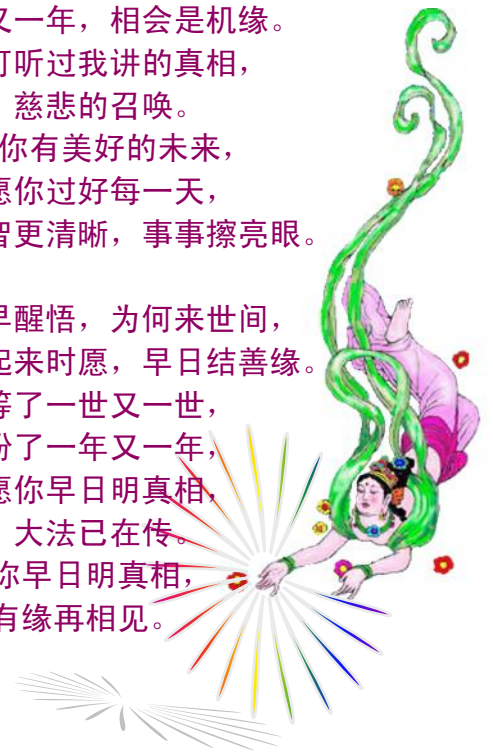 又一年，相会是机缘。
可听过我讲的真相，
慈悲的召唤。
你有美好的未来，
愿你过好每一天，
智更清晰，事事擦亮眼。
早醒悟，为何来世间，
起来时愿，早日结善缘。
等了一世又一世，
盼了一年又一年，
愿你早日明真相，
大法已在传。
你早日明真相，
有缘再相见。